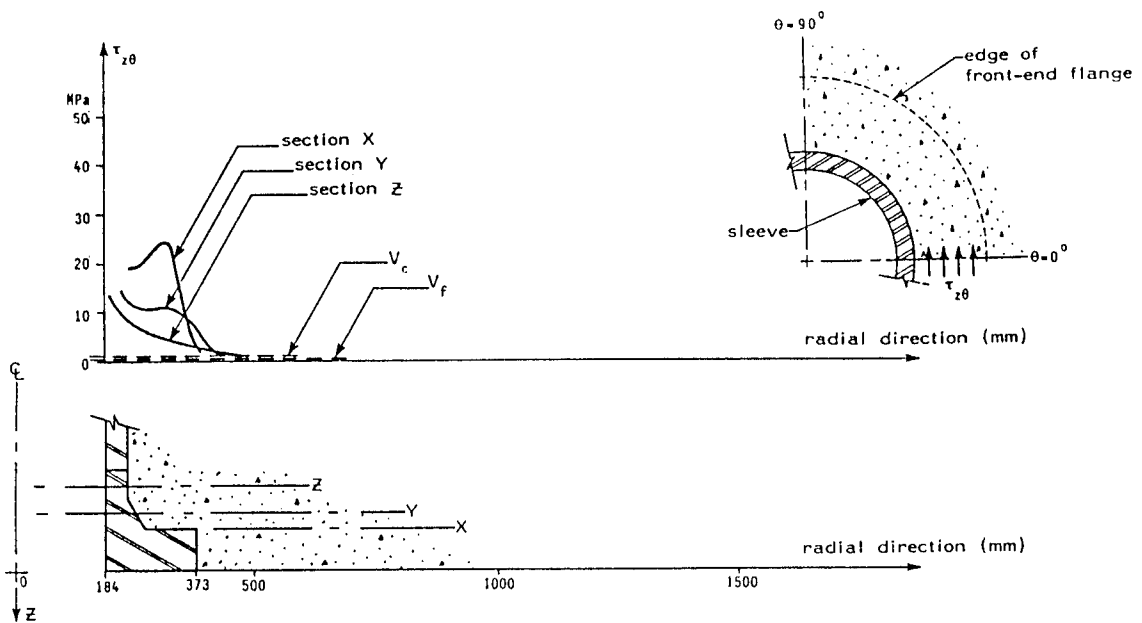 τzθ
MPa
50
40
30
20
10
0
section X
section Y
section Z
Vc
Vf
radial direction (mm)
θ=90°
edge of
front-end flange
sleeve
θ=0°
τzθ
℄
Z
Y
X
radial direction (mm)
0
184
373
500
1000
1500
Z